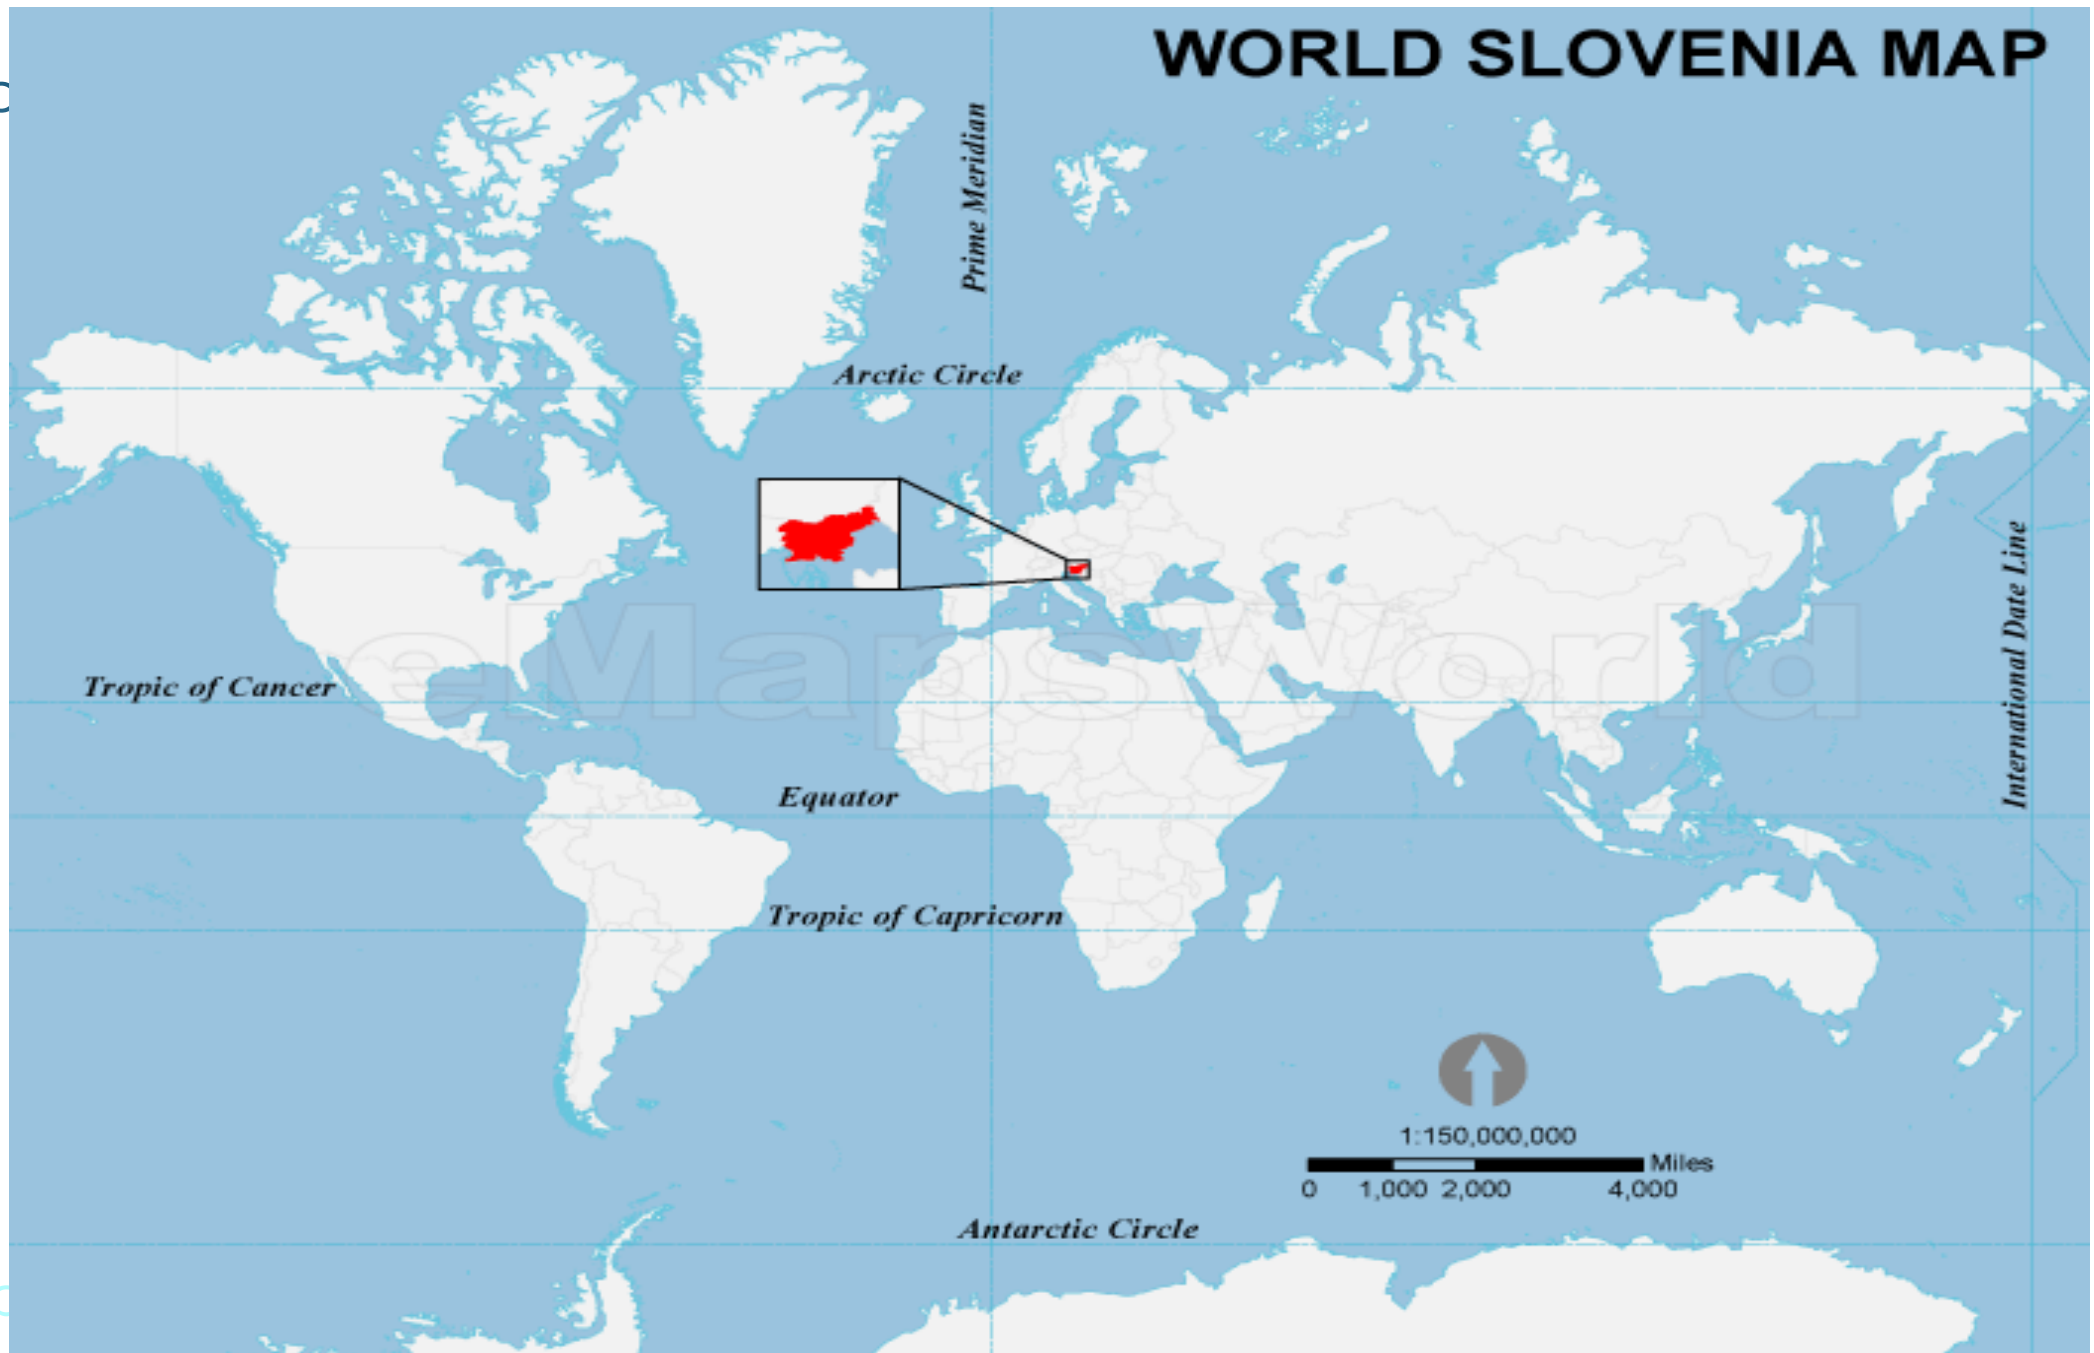 WORLD SLOVENIA MAP
Prime Meridian
Arctic Circle
International Date Line
eMapsWorld
Tropic of Cancer
Equator
Tropic of Capricorn
1:150,000,000
Miles
0 1,000 2,000 4,000
Antarctic Circle